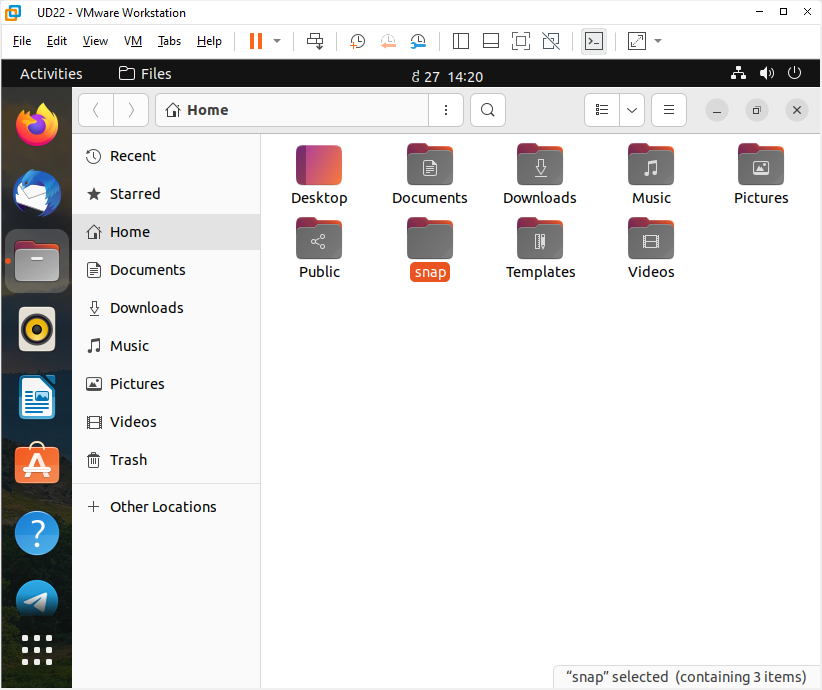 UD22 - VMware Workstation
File Edit View VM Tabs Help
Activities Files 27 14:20
Home
Recent
Starred
Home
Documents
Downloads
Music
Pictures
Videos
Trash
Other Locations
Desktop Documents Downloads Music Pictures
Public snap Templates Videos
“snap” selected (containing 3 items)